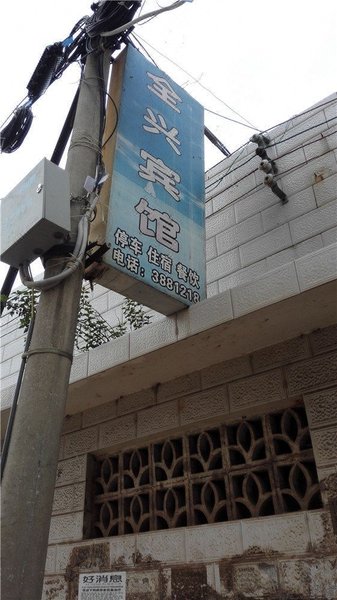 全兴宾馆
停车 住宿 餐饮
电话：3881218
好消息